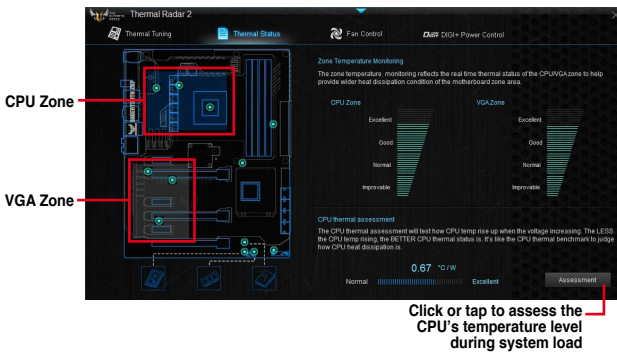 THE ULTIMATE FORCE
Thermal Radar 2
Thermal Tuning
Thermal Status
Fan Control
DIGI+ Power Control
Zone Temperature Monitoring
The zone temperature monitoring reflects the real time thermal status of the CPU/VGA zone to help
provide wider heat dissipation condition of the motherboard zone area.
CPU Zone
CPU Zone
VGA Zone
Excellent
Excellent
Good
Good
Normal
Normal
Improvable
Improvable
VGA Zone
CPU thermal assessment
The CPU thermal assessment will test how CPU temp rise up when the voltage increasing. The LESS
the CPU temp rising, the BETTER CPU thermal status is. It's like the CPU thermal benchmark to judge
how CPU heat dissipation is.
0.67 °C / W
Normal
Excellent
Assessment
Click or tap to assess the
CPU's temperature level
during system load